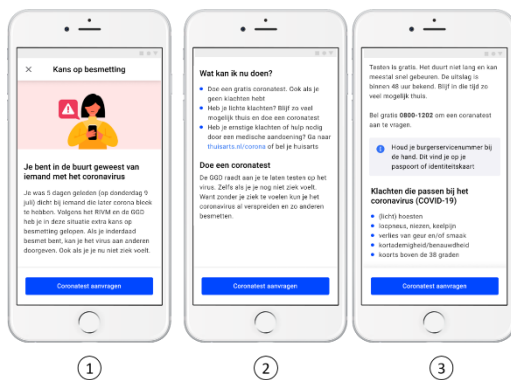 Kans op besmetting
Je bent in de buurt geweest van
iemand met het coronavirus
Je was 5 dagen geleden (op donderdag 9
juli) dicht bij iemand die later corona bleek
te hebben. Volgens het RIVM en de GGD
heb je in deze situatie extra kans op
besmetting gelopen. Als je inderdaad
besmet bent, kan je het virus aan anderen
doorgeven. Ook als je je nu niet ziek voelt.
Coronatest aanvragen
1
Wat kan ik nu doen?
Doe een gratis coronatest. Ook als je
geen klachten hebt
Heb je lichte klachten? Blijf zo veel
mogelijk thuis en doe een coronatest
Heb je ernstige klachten of hulp nodig
door een medische aandoening? Ga naar
thuisarts.nl/corona of bel je huisarts
Doe een coronatest
De GGD raadt aan je te laten testen op het
virus. Zelfs als je je nog niet ziek voelt.
Want zonder je ziek te voelen kun je het
coronavirus al verspreiden en zo anderen
besmetten.
Coronatest aanvragen
2
Testen is gratis. Het duurt niet lang en kan
meestal snel gebeuren. De uitslag is
binnen 48 uur bekend. Blijf in die tijd zo
veel mogelijk thuis.
Bel gratis 0800-1202 om een coronatest
aan te vragen.
Houd je burgerservicenummer bij
de hand. Dit vind je op je
paspoort of identiteitskaart
Klachten die passen bij het
coronavirus (COVID-19)
(licht) hoesten
loopneus, niezen, keelpijn
verlies van geur en/of smaak
kortademigheid/benauwdheid
koorts boven de 38 graden
Coronatest aanvragen
3